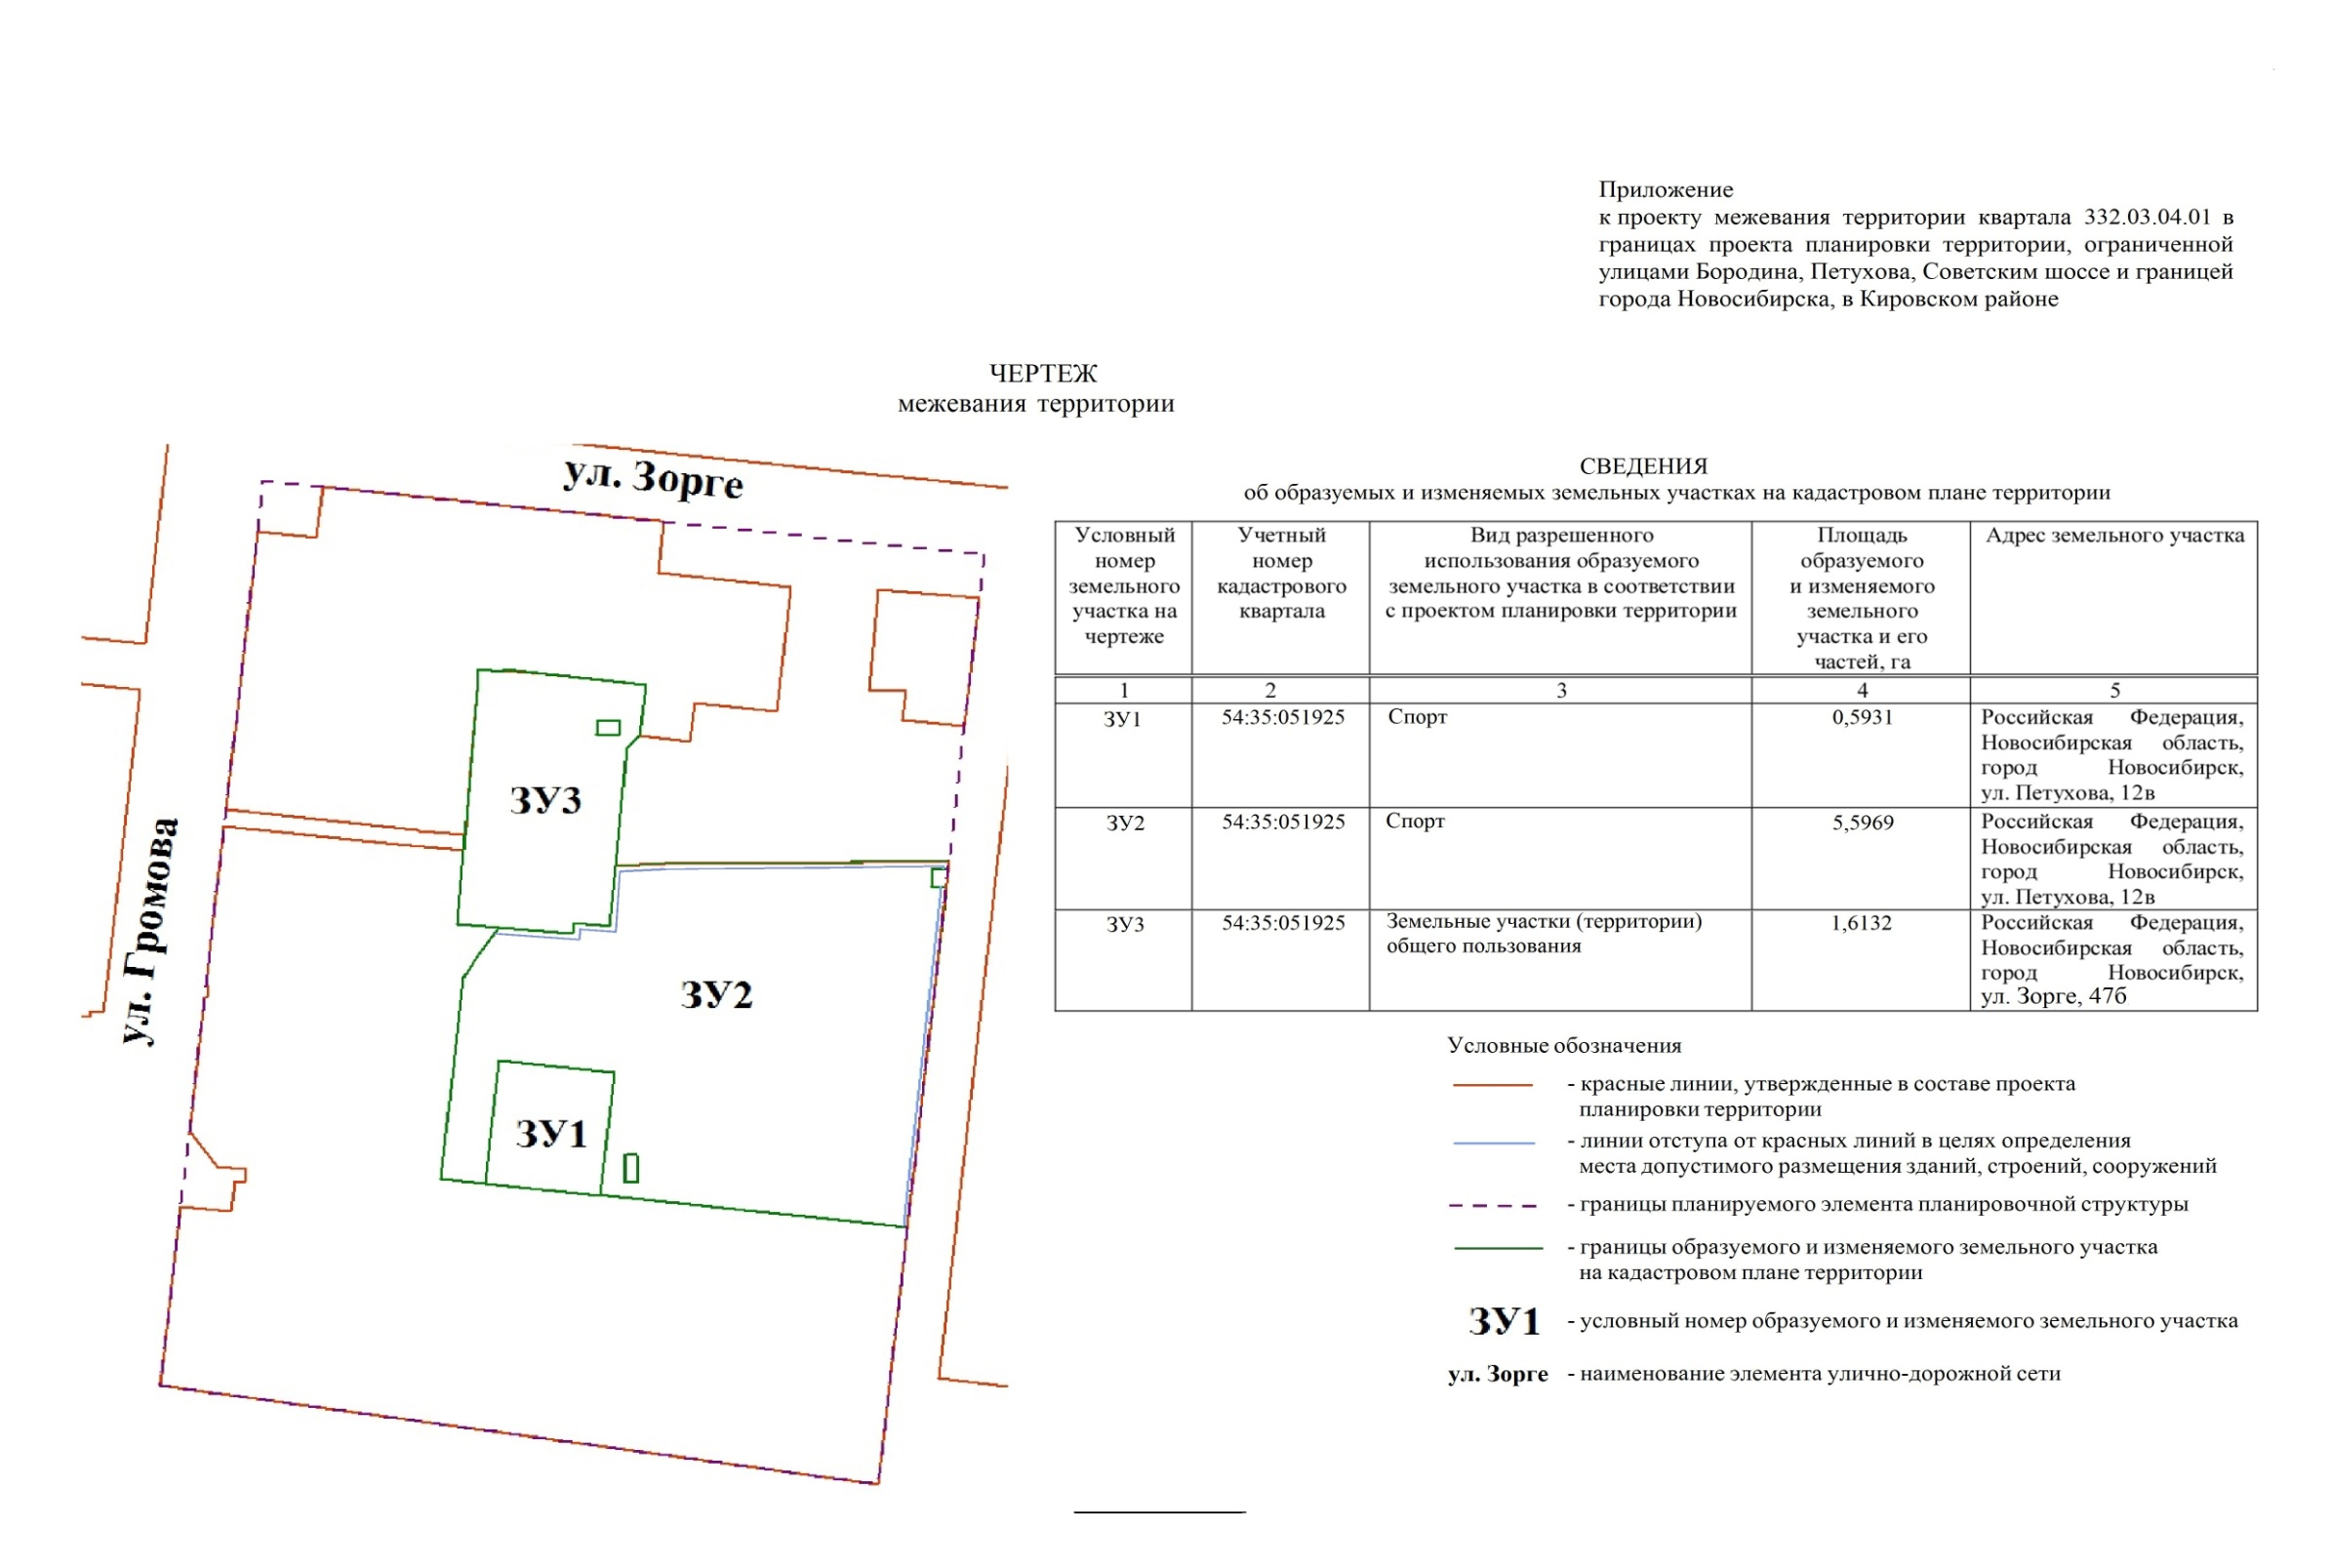 Приложение
к проекту межевания территории квартала 332.03.04.01 в
границах проекта планировки территории, ограниченной
улицами Бородина, Петухова, Советским шоссе и границей
города Новосибирска, в Кировском районе
ЧЕРТЕЖ
межевания территории
ул. Зорге
ул. Громова
ЗУ3
ЗУ2
ЗУ1
СВЕДЕНИЯ
об образуемых и изменяемых земельных участках на кадастровом плане территории
Условный
номер
земельного
участка на
чертеже
Учетный
номер
кадастрового
квартала
Вид разрешенного
использования образуемого
земельного участка в соответствии
с проектом планировки территории
Площадь
образуемого
и изменяемого
земельного
участка и его
частей, га
Адрес земельного участка
1 2 3 4 5
ЗУ1
54:35:051925
Спорт
0,5931
Российская Федерация,
Новосибирская область,
город Новосибирск,
ул. Петухова, 12в
ЗУ2
54:35:051925
Спорт
5,5969
Российская Федерация,
Новосибирская область,
город Новосибирск,
ул. Петухова, 12в
ЗУ3
54:35:051925
Земельные участки (территории)
общего пользования
1,6132
Российская Федерация,
Новосибирская область,
город Новосибирск,
ул. Зорге, 47б
Условные обозначения
- красные линии, утвержденные в составе проекта
планировки территории
- линии отступа от красных линий в целях определения
места допустимого размещения зданий, строений, сооружений
- границы планируемого элемента планировочной структуры
- границы образуемого и изменяемого земельного участка
на кадастровом плане территории
ЗУ1 - условный номер образуемого и изменяемого земельного участка
ул. Зорге - наименование элемента улично-дорожной сети